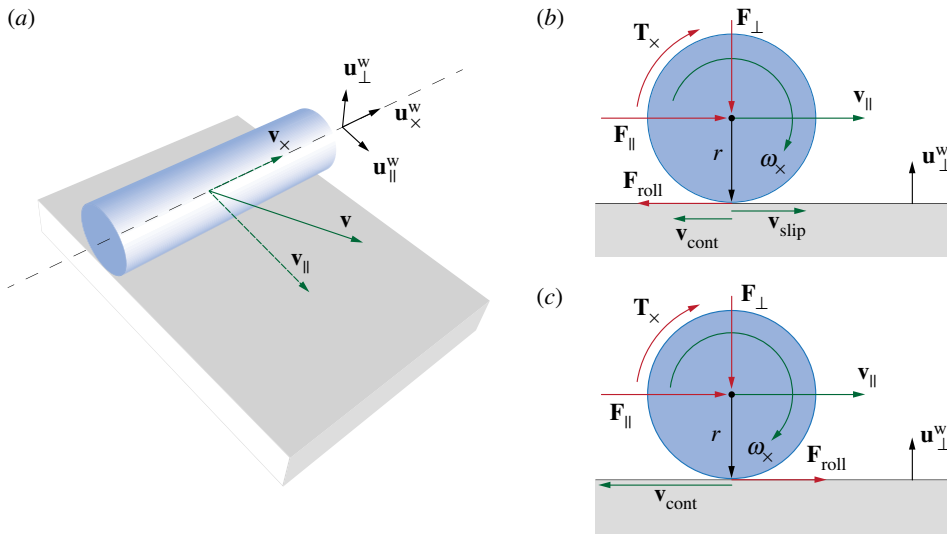 (a)
u⊥ʷ
u×ʷ
v×
u∥ʷ
v
v∥
(b)
F⊥
T×
v∥
F∥
r
ω×
u⊥ʷ
Froll
vcont
vslip
(c)
F⊥
T×
v∥
F∥
r
ω×
u⊥ʷ
Froll
vcont